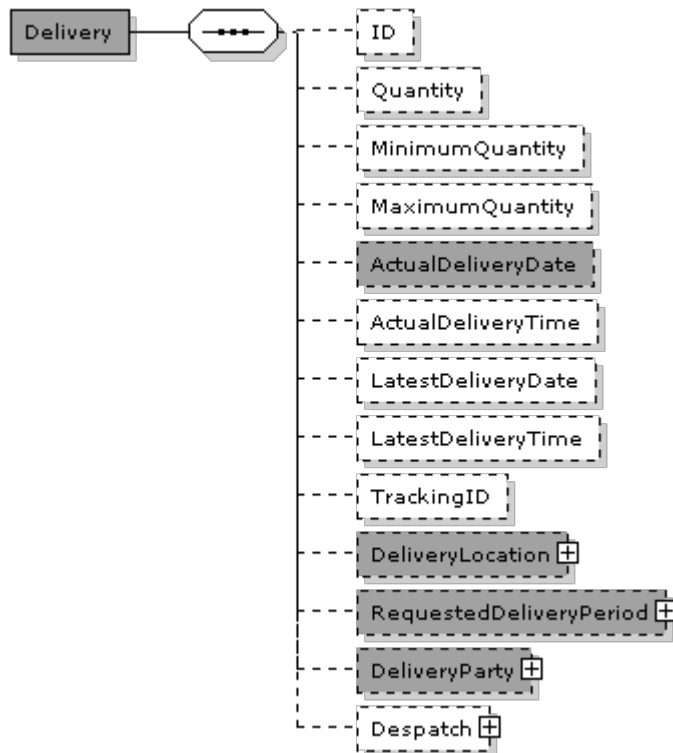 Delivery
ID
Quantity
MinimumQuantity
MaximumQuantity
ActualDeliveryDate
ActualDeliveryTime
LatestDeliveryDate
LatestDeliveryTime
TrackingID
DeliveryLocation
RequestedDeliveryPeriod
DeliveryParty
Despatch